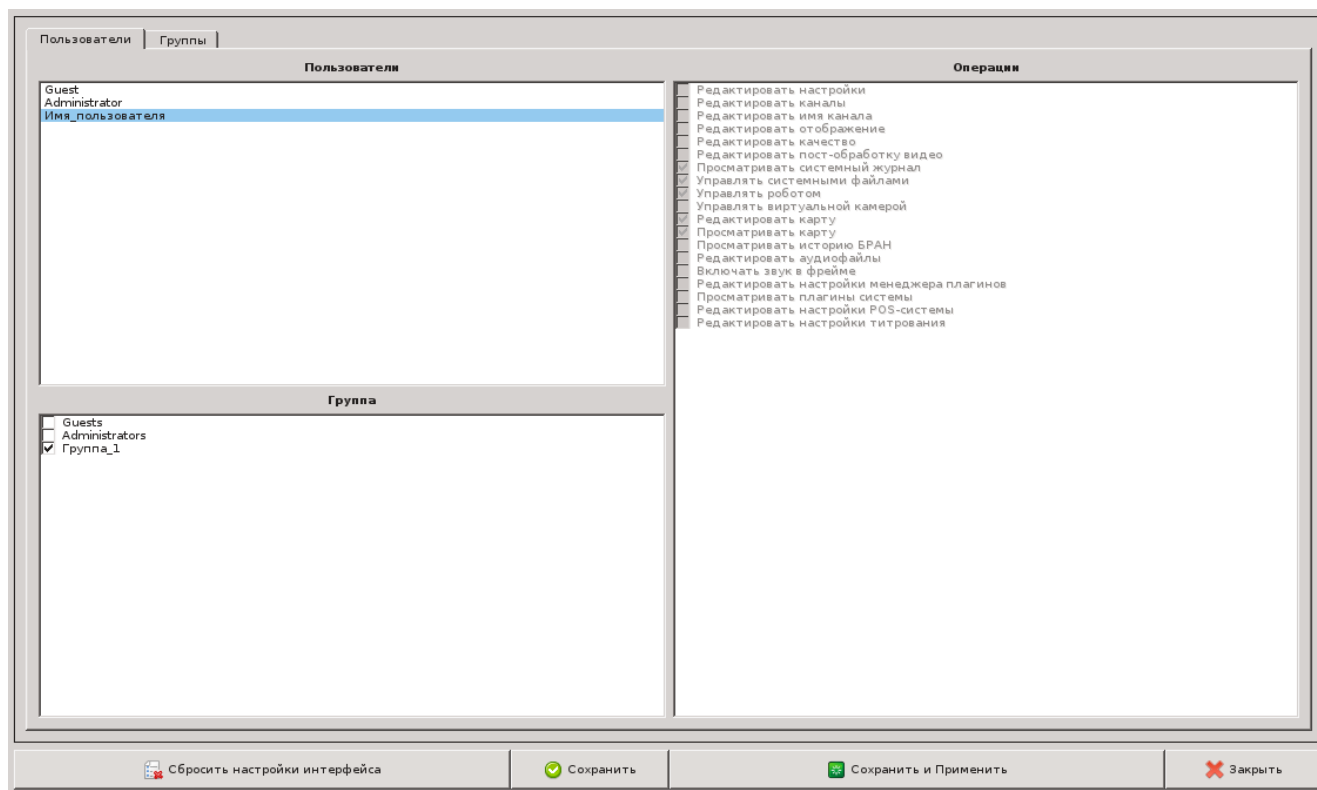 Пользователи
Группы
Пользователи
Guest
Administrator
Имя_пользователя
Группа
Guests
Administrators
Группа_1
Операции
Редактировать настройки
Редактировать каналы
Редактировать имя канала
Редактировать отображение
Редактировать качество
Редактировать пост-обработку видео
Просматривать системный журнал
Управлять системными файлами
Управлять роботом
Управлять виртуальной камерой
Редактировать карту
Просматривать карту
Просматривать историю БРАН
Редактировать аудиофайлы
Включать звук в фрейме
Редактировать настройки менеджера плагинов
Просматривать плагины системы
Редактировать настройки POS-системы
Редактировать настройки титрования
Сбросить настройки интерфейса
Сохранить
Сохранить и Применить
Закрыть